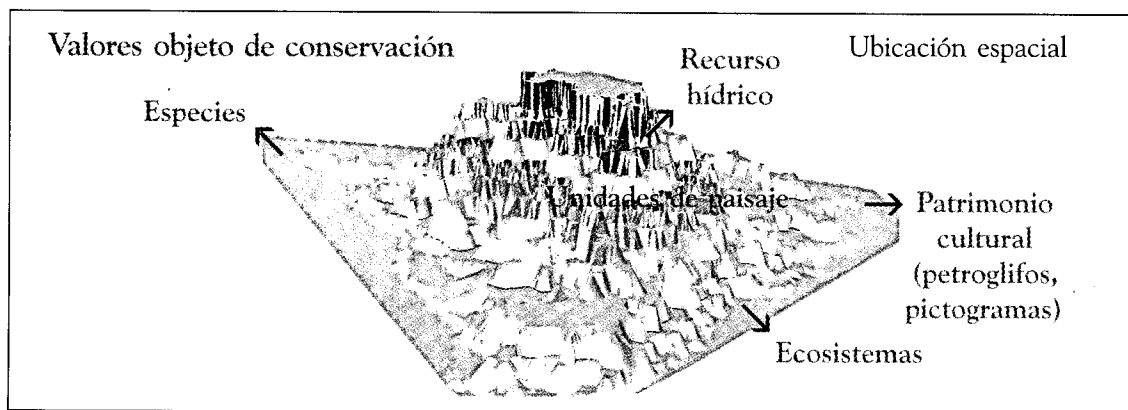 Valores objeto de conservación
Ubicación espacial
Recurso
hídrico
Especies
Unidades de paisaje
Patrimonio
cultural
(petroglifos,
pictogramas)
Ecosistemas